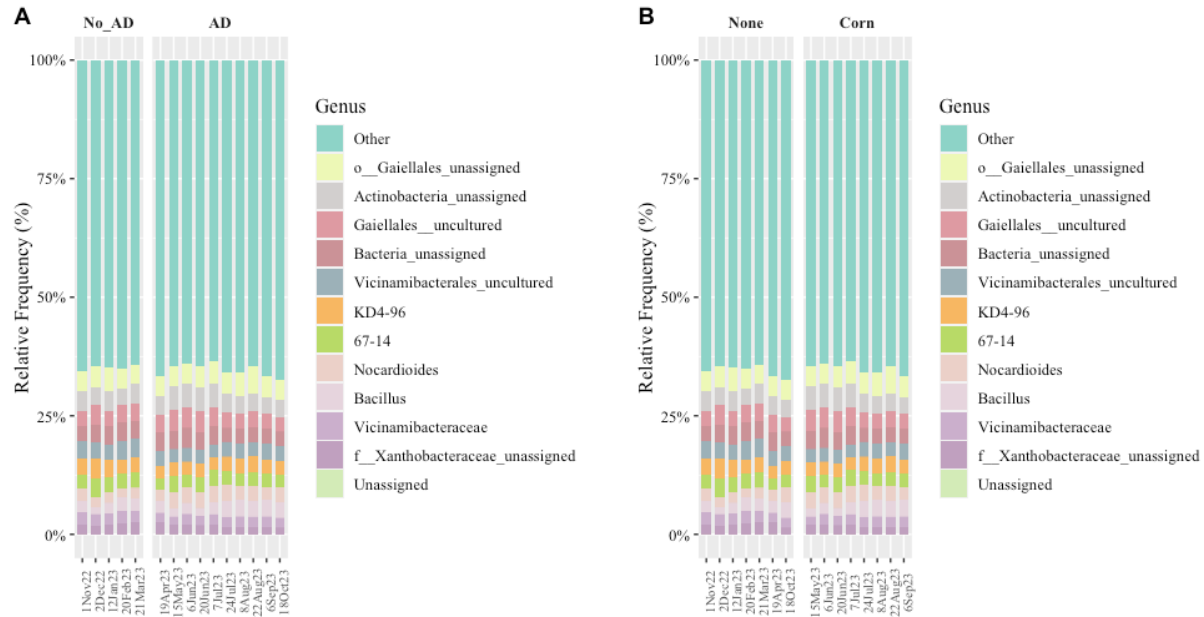 A
No_AD
AD
Relative Frequency (%)
100%
75%
50%
25%
0%
1Nov22
2Dec22
12Jan23
20Feb23
21Mar23
19Apr23
15May23
6Jun23
20Jun23
7Jul23
24Jul23
8Aug23
22Aug23
6Sep23
18Oct23
Genus
Other
o__Gaiellales_unassigned
Actinobacteria_unassigned
Gaiellales__uncultured
Bacteria_unassigned
Vicinamibacterales_uncultured
KD4-96
67-14
Nocardioides
Bacillus
Vicinamibacteraceae
f__Xanthobacteraceae_unassigned
Unassigned
B
None
Corn
Relative Frequency (%)
100%
75%
50%
25%
0%
1Nov22
2Dec22
12Jan23
20Feb23
21Mar23
19Apr23
18Oct23
15May23
6Jun23
20Jun23
7Jul23
24Jul23
8Aug23
22Aug23
6Sep23
Genus
Other
o__Gaiellales_unassigned
Actinobacteria_unassigned
Gaiellales__uncultured
Bacteria_unassigned
Vicinamibacterales_uncultured
KD4-96
67-14
Nocardioides
Bacillus
Vicinamibacteraceae
f__Xanthobacteraceae_unassigned
Unassigned